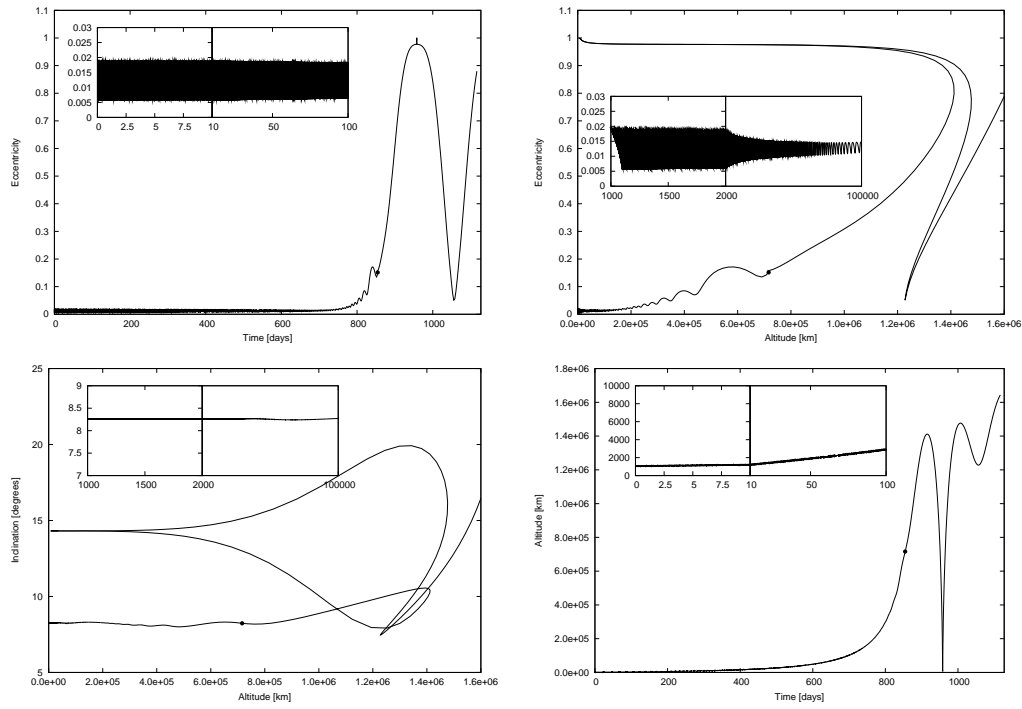 1.1
1
0.9
0.8
0.7
0.6
0.5
0.4
0.3
0.2
0.1
0
0 200 400 600 800 1000
Time [days]
Eccentricity
0.03
0.025
0.02
0.015
0.01
0.005
0
0 2.5 5 7.5 10 50 100
1.1
1
0.9
0.8
0.7
0.6
0.5
0.4
0.3
0.2
0.1
0
0.0e+00 2.0e+05 4.0e+05 6.0e+05 8.0e+05 1.0e+06 1.2e+06 1.4e+06 1.6e+06
Altitude [km]
Eccentricity
0.03
0.025
0.02
0.015
0.01
0.005
0
1000 1500 2000 100000
25
20
15
10
5
0.0e+00 2.0e+05 4.0e+05 6.0e+05 8.0e+05 1.0e+06 1.2e+06 1.4e+06 1.6e+06
Altitude [km]
Inclination [degrees]
9
8.5
8
7.5
7
1000 1500 2000 100000
1.8e+06
1.6e+06
1.4e+06
1.2e+06
1.0e+06
8.0e+05
6.0e+05
4.0e+05
2.0e+05
0.0e+00
0 200 400 600 800 1000
Time [days]
Altitude [km]
10000
8000
6000
4000
2000
0
0 2.5 5 7.5 10 50 100